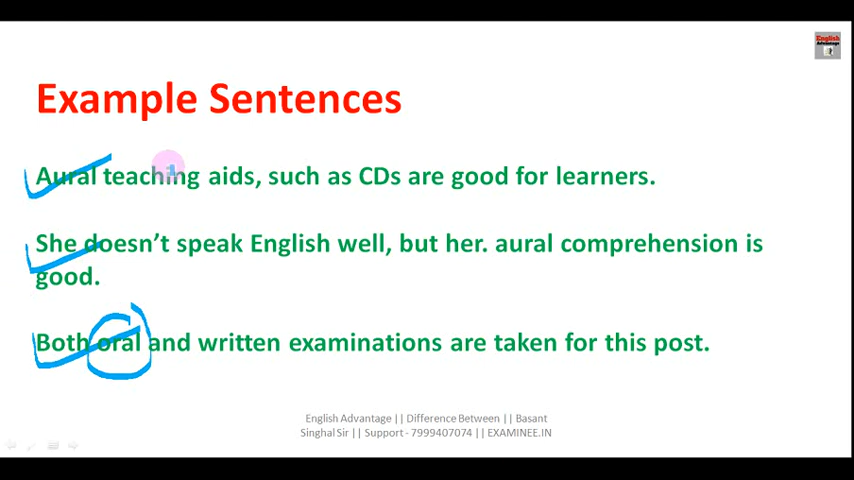 English
Advantage
Example Sentences
Aural teaching aids, such as CDs are good for learners.
She doesn’t speak English well, but her. aural comprehension is
good.
Both oral and written examinations are taken for this post.
English Advantage || Difference Between || Basant
Singhal Sir || Support - 7999407074 || EXAMINEE.IN